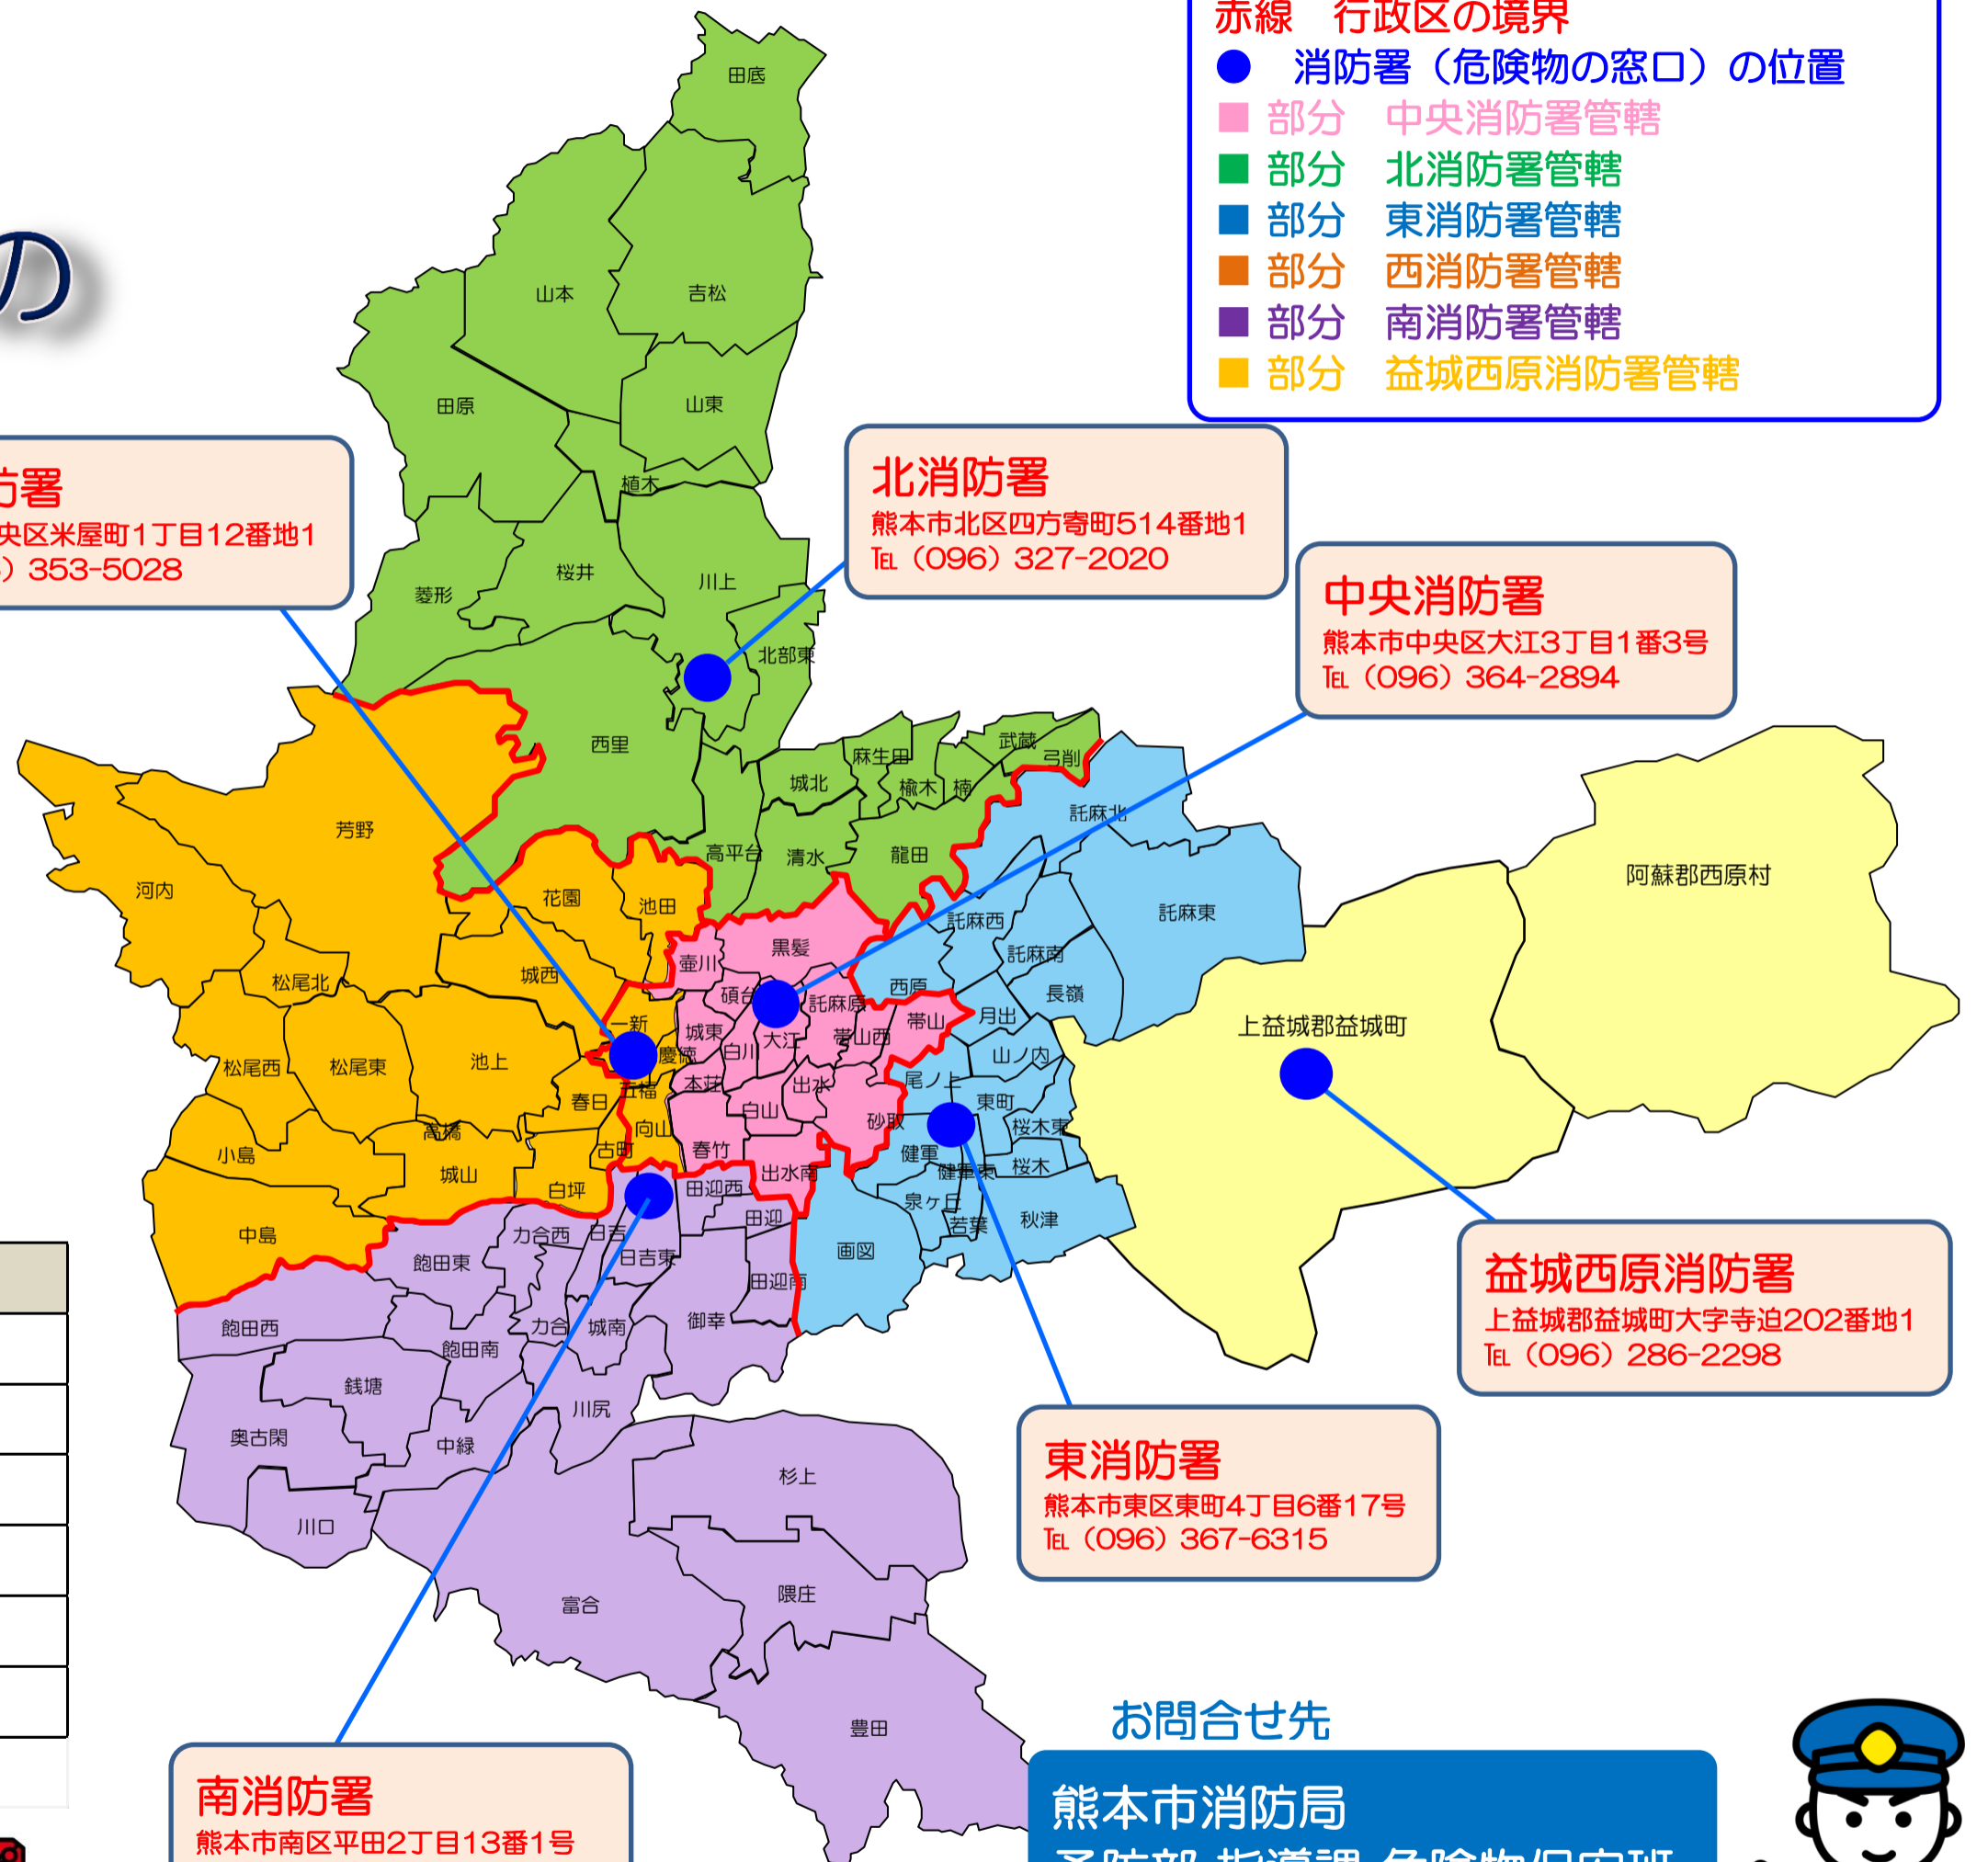 の
赤線　行政区の境界
●　消防署（危険物の窓口）の位置
■部分　中央消防署管轄
■部分　北消防署管轄
■部分　東消防署管轄
■部分　西消防署管轄
■部分　南消防署管轄
■部分　益城西原消防署管轄
防署
央区米屋町1丁目12番地1
）353-5028
北消防署
熊本市北区四方寄町514番地1
℡（096）327-2020
中央消防署
熊本市中央区大江3丁目1番3号
℡（096）364-2894
益城西原消防署
上益城郡益城町大字寺迫202番地1
℡（096）286-2298
東消防署
熊本市東区東町4丁目6番17号
℡（096）367-6315
南消防署
熊本市南区平田2丁目13番1号
田底
山本
吉松
田原
山東
植木
菱形
桜井
川上
北部東
西里
城北
麻生田
楡木
楠
武蔵
弓削
高平台
清水
龍田
芳野
河内
花園
池田
城西
松尾北
松尾西
松尾東
池上
一新
慶徳
五福
春日
向山
古町
高橋
小島
城山
白坪
中島
黒髪
壺川
碩台
託麻原
城東
大江
白川
帯山西
帯山
本荘
出水
白山
砂取
春竹
出水南
託麻北
託麻東
託麻西
託麻南
西原
長嶺
月出
山ノ内
尾ノ上
東町
桜木東
健軍
健軍東
桜木
泉ヶ丘
若葉
秋津
画図
阿蘇郡西原村
上益城郡益城町
田迎西
田迎
田迎南
日吉
日吉東
力合西
飽田東
飽田西
飽田南
力合
城南
御幸
銭塘
奥古閑
中緑
川尻
川口
杉上
隈庄
富合
豊田
お問合せ先
熊本市消防局
予防部 指導課 危険物保安班